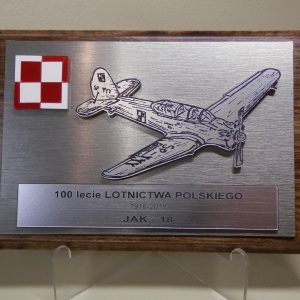 100 lecie LOTNICTWA POLSKIEGO
1918-2018
JAK - 18